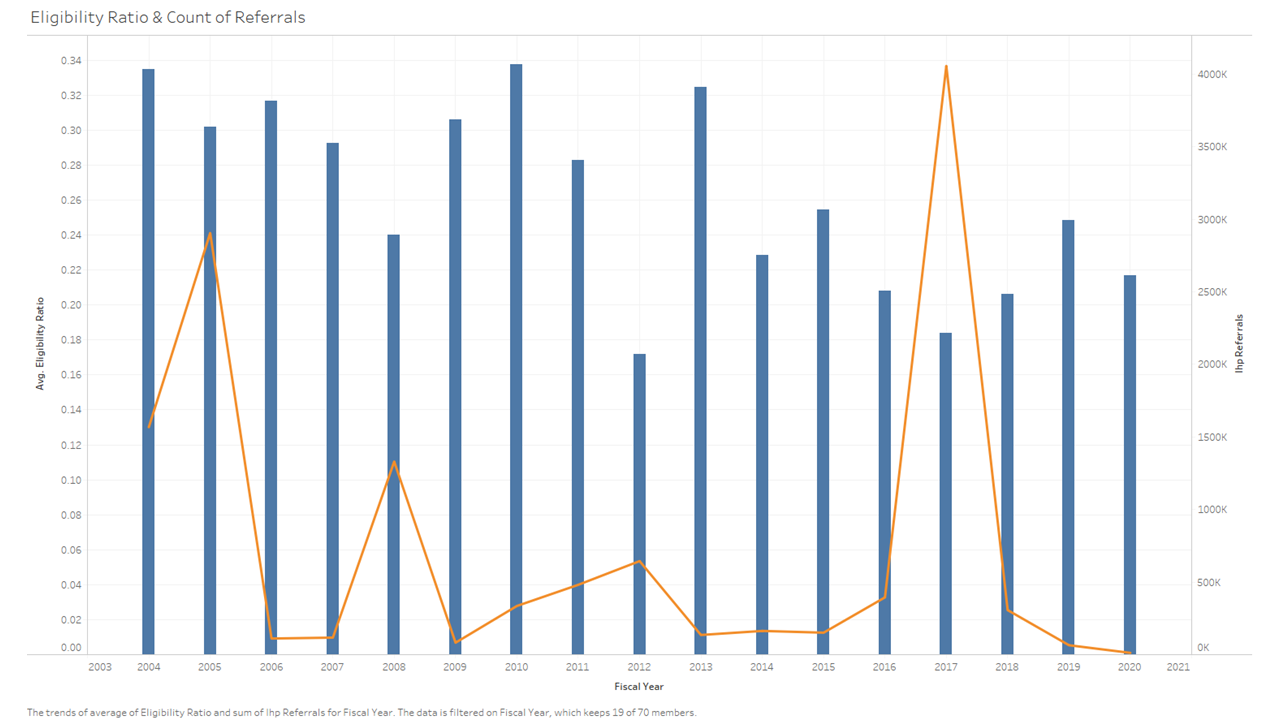 Eligibility Ratio & Count of Referrals
0.34
0.32
0.30
0.28
0.26
0.24
0.22
0.20
0.18
0.16
0.14
0.12
0.10
0.08
0.06
0.04
0.02
0.00
Avg. Eligibility Ratio
4000K
3500K
3000K
2500K
2000K
1500K
1000K
500K
0K
Ihp Referrals
2003 2004 2005 2006 2007 2008 2009 2010 2011 2012 2013 2014 2015 2016 2017 2018 2019 2020 2021
Fiscal Year
The trends of average of Eligibility Ratio and sum of Ihp Referrals for Fiscal Year. The data is filtered on Fiscal Year, which keeps 19 of 70 members.